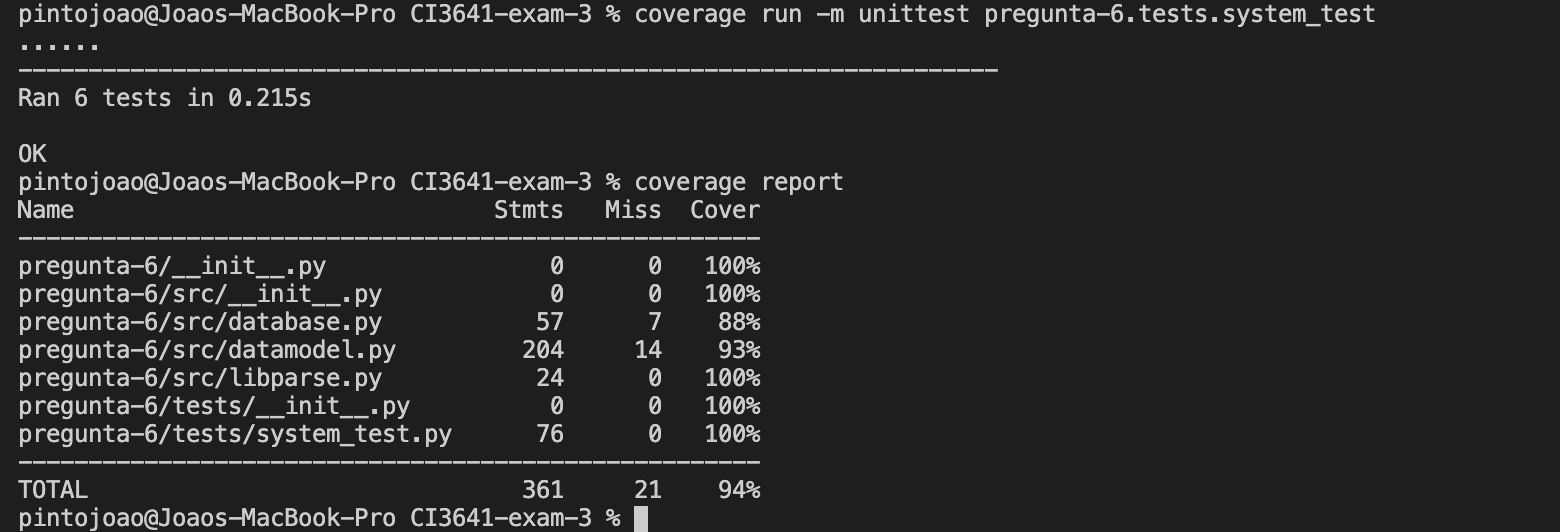 pintojoao@Joaos-MacBook-Pro CI3641-exam-3 % coverage run -m unittest pregunta-6.tests.system_test
......
----------------------------------------------------------------------
Ran 6 tests in 0.215s
OK
pintojoao@Joaos-MacBook-Pro CI3641-exam-3 % coverage report
Name                              Stmts   Miss  Cover
-----------------------------------------------------
pregunta-6/__init__.py                0      0   100%
pregunta-6/src/__init__.py            0      0   100%
pregunta-6/src/database.py           57      7    88%
pregunta-6/src/datamodel.py         204     14    93%
pregunta-6/src/libparse.py           24      0   100%
pregunta-6/tests/__init__.py          0      0   100%
pregunta-6/tests/system_test.py      76      0   100%
-----------------------------------------------------
TOTAL                               361     21    94%
pintojoao@Joaos-MacBook-Pro CI3641-exam-3 %